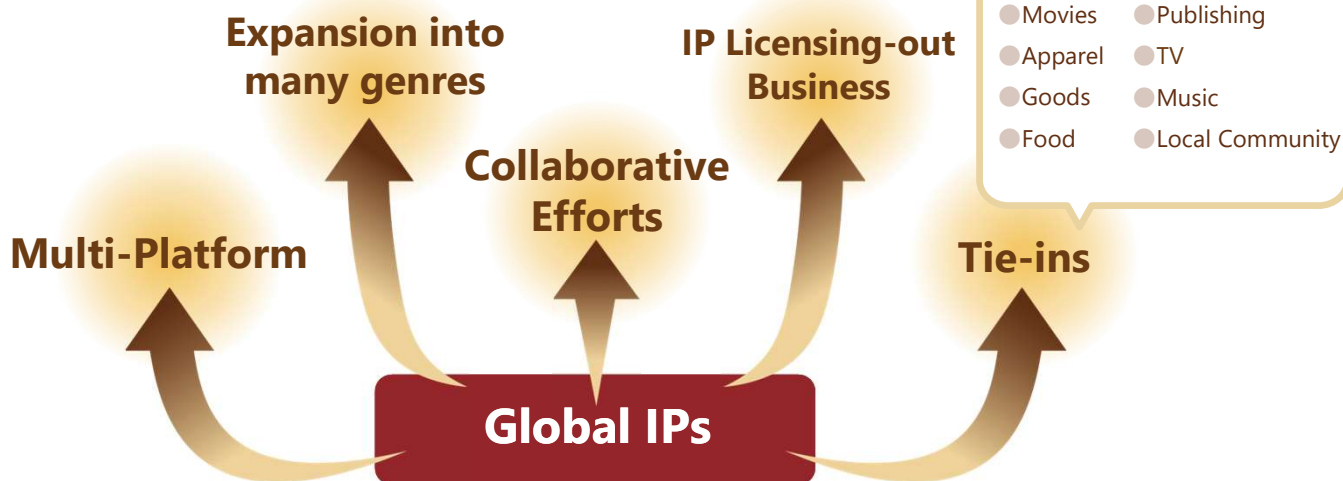 Expansion into
many genres
IP Licensing-out
Business
Movies
Publishing
Apparel
TV
Goods
Music
Food
Local Community
Collaborative
Efforts
Multi-Platform
Tie-ins
Global IPs